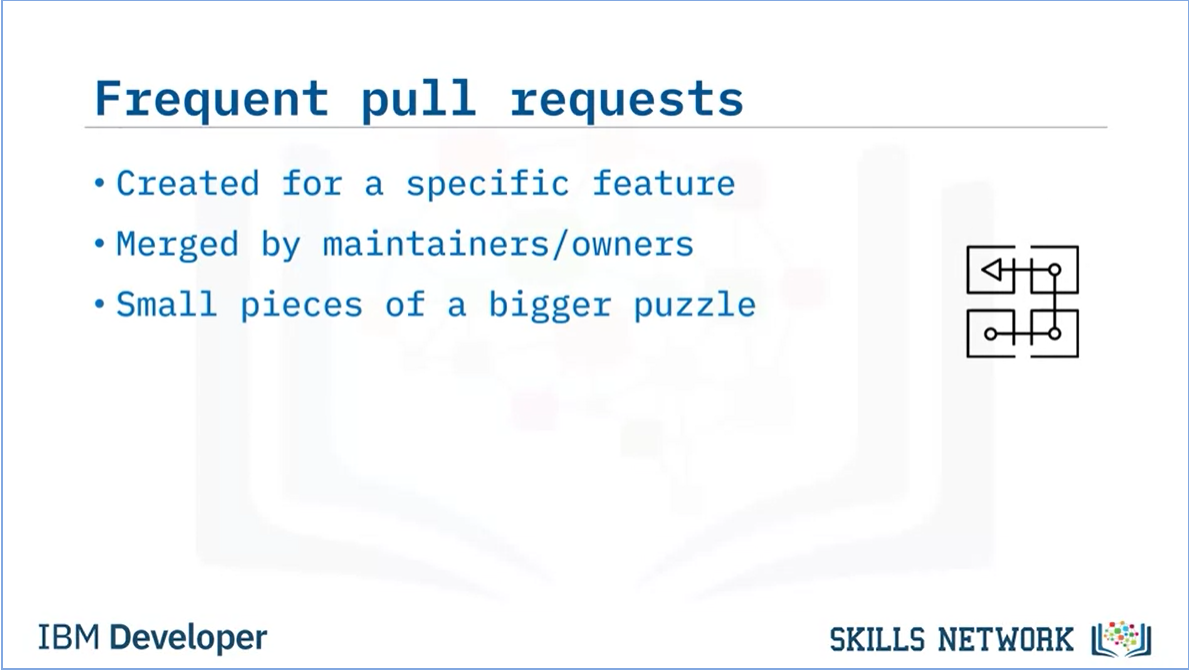 Frequent pull requests
• Created for a specific feature
• Merged by maintainers/owners
• Small pieces of a bigger puzzle
IBM Developer
SKILLS NETWORK